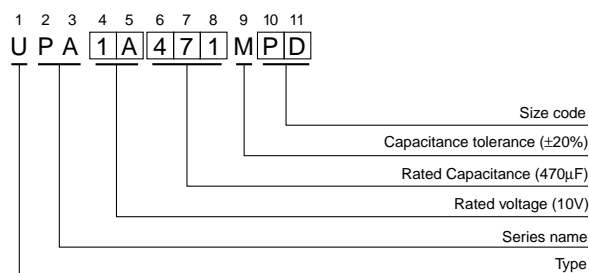 1 2 3 4 5 6 7 8 9 10 11
U P A 1 A 4 7 1 M P D
Size code
Capacitance tolerance (±20%)
Rated Capacitance (470μF)
Rated voltage (10V)
Series name
Type